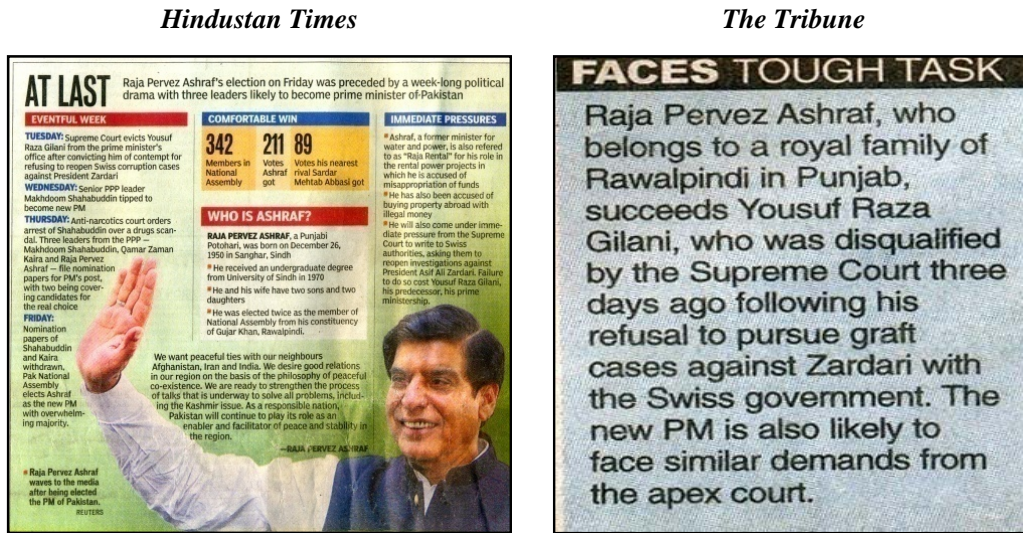 Hindustan Times
AT LAST
Raja Pervez Ashraf's election on Friday was preceded by a week-long political
drama with three leaders likely to become prime minister of Pakistan
EVENTFUL WEEK
TUESDAY: Supreme Court evicts Yousuf
Raza Gilani from the prime minister's
office after convicting him of contempt for
refusing to reopen Swiss corruption cases
against President Zardari
WEDNESDAY: Senior PPP leader
Makhdoom Shahabuddin tipped to
become new PM
THURSDAY: Anti-narcotics court orders
arrest of Shahabuddin over a drugs scan-
dal. Three leaders from the PPP —
Makhdoom Shahabuddin, Qamar Zaman
Kaira and Raja Pervez
Ashraf — file nomination
papers for PM's post,
with two being cover-
ing candidates for
the real choice
FRIDAY:
Nomination
papers of
Shahabuddin
and Kaira
withdrawn.
Pak National
Assembly
elects Ashraf
as the new PM
with overwhelm-
ing majority.
Raja Pervez Ashraf
waves to the media
after being elected
the PM of Pakistan.
REUTERS
COMFORTABLE WIN
342
Members in
National
Assembly
211
Votes
Ashraf
got
89
Votes his nearest
rival Sardar
Mehtab Abbasi got
WHO IS ASHRAF?
RAJA PERVEZ ASHRAF, a Punjabi
Potohari, was born on December 26,
1950 in Sanghar, Sindh
He received an undergraduate degree
from University of Sindh in 1970
He and his wife have two sons and two
daughters
He was elected twice as the member of
National Assembly from his constituency
of Gujar Khan, Rawalpindi.
IMMEDIATE PRESSURES
Ashraf, a former minister for
water and power, is also refered
to as "Raja Rental" for his role in
the rental power projects in
which he is accused of
misappropriation of funds
He has also been accused of
buying property abroad with
illegal money
He will also come under imme-
diate pressure from the Supreme
Court to write to Swiss
authorities, asking them to
reopen investigations against
President Asif Ali Zardari. Failure
to do so cost Yousuf Raza Gilani,
his predecessor, his prime
ministership.
We want peaceful ties with our neighbours
Afghanistan, Iran and India. We desire good relations
in our region on the basis of the philosophy of peaceful
co-existence. We are ready to strengthen the process
of talks that is underway to solve all problems, includ-
ing the Kashmir issue. As a responsible nation,
Pakistan will continue to play its role as an
enabler and facilitator of peace and stability in
the region.
—RAJA PERVEZ ASHRAF
The Tribune
FACES TOUGH TASK
Raja Pervez Ashraf, who
belongs to a royal family of
Rawalpindi in Punjab,
succeeds Yousuf Raza
Gilani, who was disqualified
by the Supreme Court three
days ago following his
refusal to pursue graft
cases against Zardari with
the Swiss government. The
new PM is also likely to
face similar demands from
the apex court.